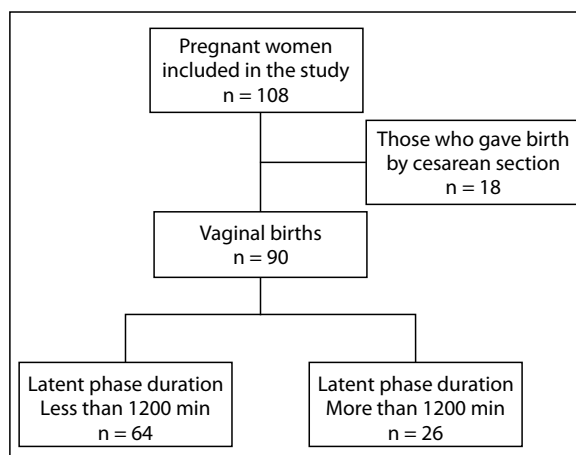 Pregnant women
included in the study
n = 108
Those who gave birth
by cesarean section
n = 18
Vaginal births
n = 90
Latent phase duration
Less than 1200 min
n = 64
Latent phase duration
More than 1200 min
n = 26